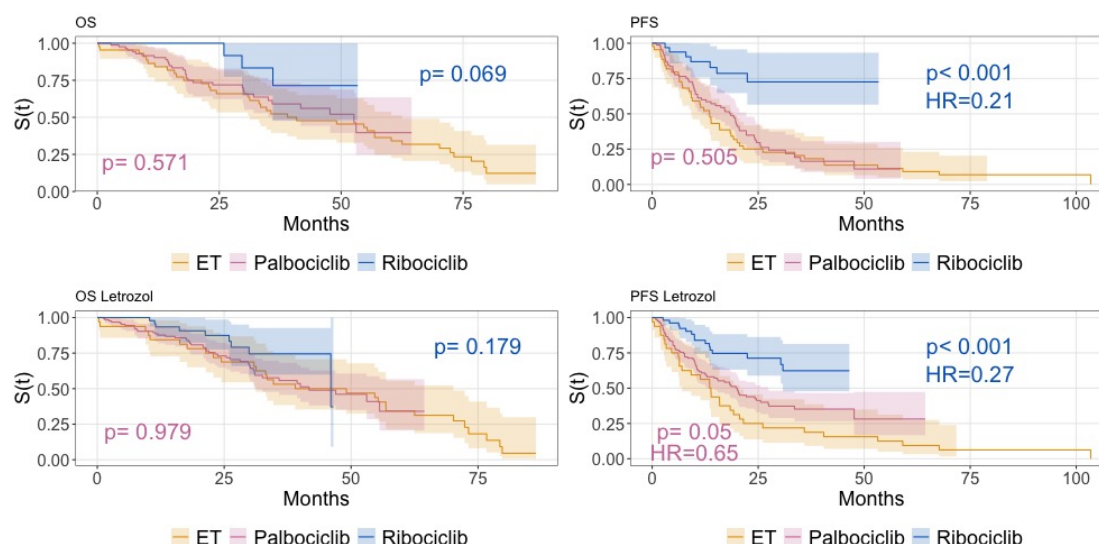 OS
1.00
0.75
0.50
0.25
0.00
S(t)
p= 0.069
p= 0.571
0
25
50
75
Months
ET
Palbociclib
Ribociclib
PFS
1.00
0.75
0.50
0.25
0.00
S(t)
p< 0.001
HR=0.21
p= 0.505
0
25
50
75
100
Months
ET
Palbociclib
Ribociclib
OS Letrozol
1.00
0.75
0.50
0.25
0.00
S(t)
p= 0.179
p= 0.979
0
25
50
75
Months
ET
Palbociclib
Ribociclib
PFS Letrozol
1.00
0.75
0.50
0.25
0.00
S(t)
p< 0.001
HR=0.27
p= 0.05
HR=0.65
0
25
50
75
100
Months
ET
Palbociclib
Ribociclib